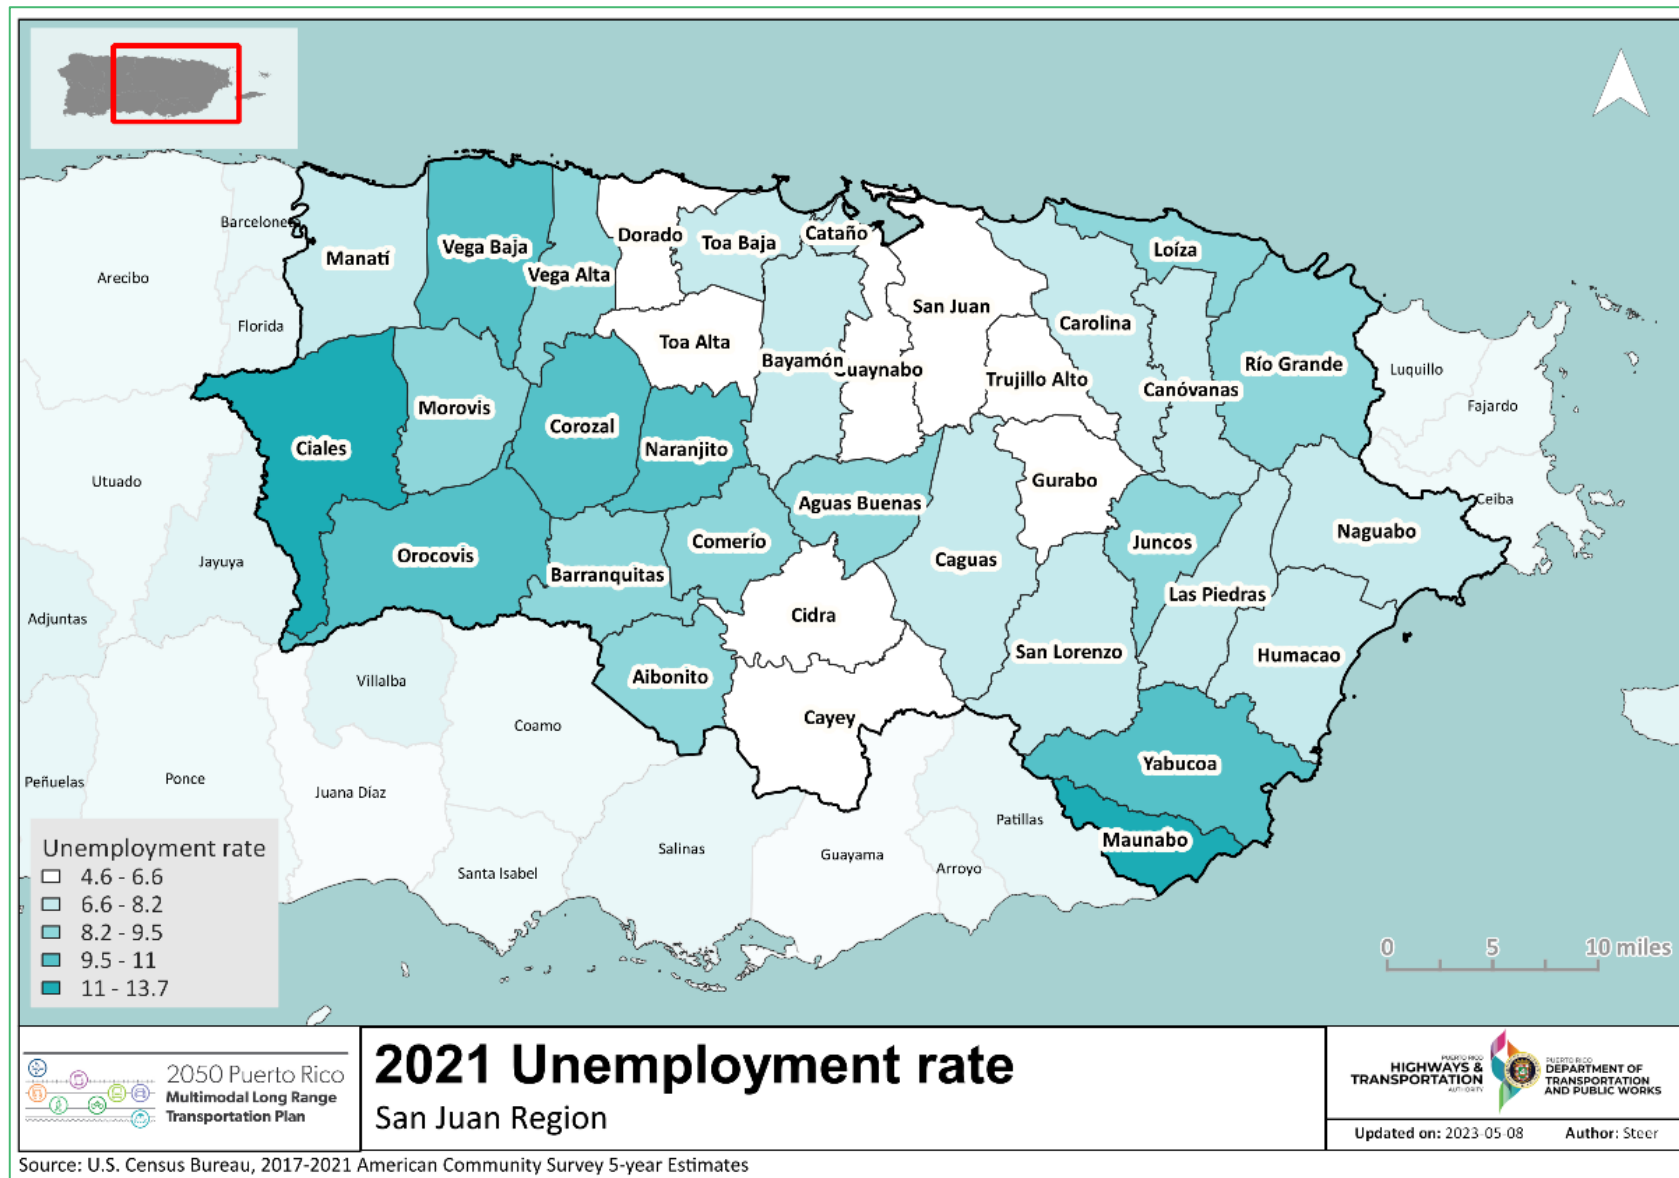 Barceloneta
Arecibo
Manatí
Vega Baja
Vega Alta
Dorado
Toa Baja
Cataño
Loíza
Florida
Toa Alta
San Juan
Carolina
Bayamón
Guaynabo
Trujillo Alto
Canóvanas
Río Grande
Luquillo
Fajardo
Ciales
Morovis
Corozal
Naranjito
Utuado
Gurabo
Aguas Buenas
Ceiba
Naguabo
Jayuya
Orocovis
Barranquitas
Comerío
Caguas
Juncos
Las Piedras
Adjuntas
Cidra
San Lorenzo
Humacao
Villalba
Aibonito
Coamo
Cayey
Yabucoa
Peñuelas
Ponce
Juana Díaz
Patillas
Maunabo
Salinas
Guayama
Arroyo
Santa Isabel
Unemployment rate
4.6 - 6.6
6.6 - 8.2
8.2 - 9.5
9.5 - 11
11 - 13.7
0 5 10 miles
2050 Puerto Rico
Multimodal Long Range
Transportation Plan
2021 Unemployment rate
San Juan Region
PUERTO RICO
HIGHWAYS &
TRANSPORTATION
AUTHORITY
PUERTO RICO
DEPARTMENT OF
TRANSPORTATION
AND PUBLIC WORKS
Updated on: 2023-05-08 Author: Steer
Source: U.S. Census Bureau, 2017-2021 American Community Survey 5-year Estimates